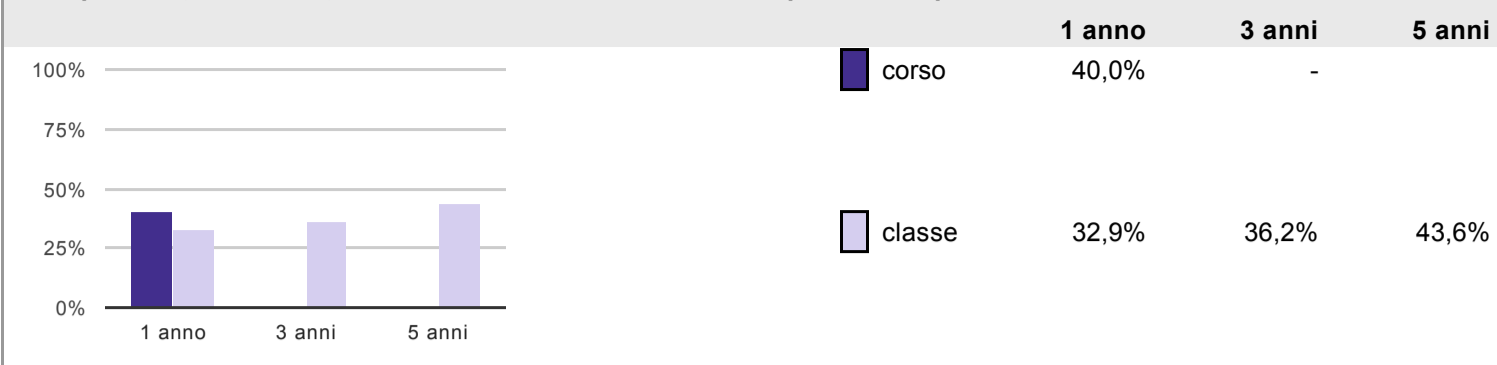 1 anno 3 anni 5 anni
100%
75%
50%
25%
0%
1 anno 3 anni 5 anni
corso 40,0% -
classe 32,9% 36,2% 43,6%